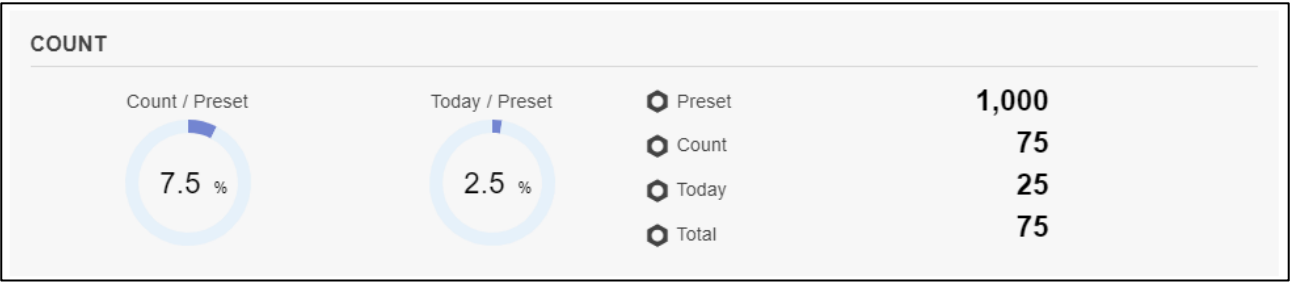 COUNT
Count / Preset
7.5 %
Today / Preset
2.5 %
Preset 1,000
Count 75
Today 25
Total 75